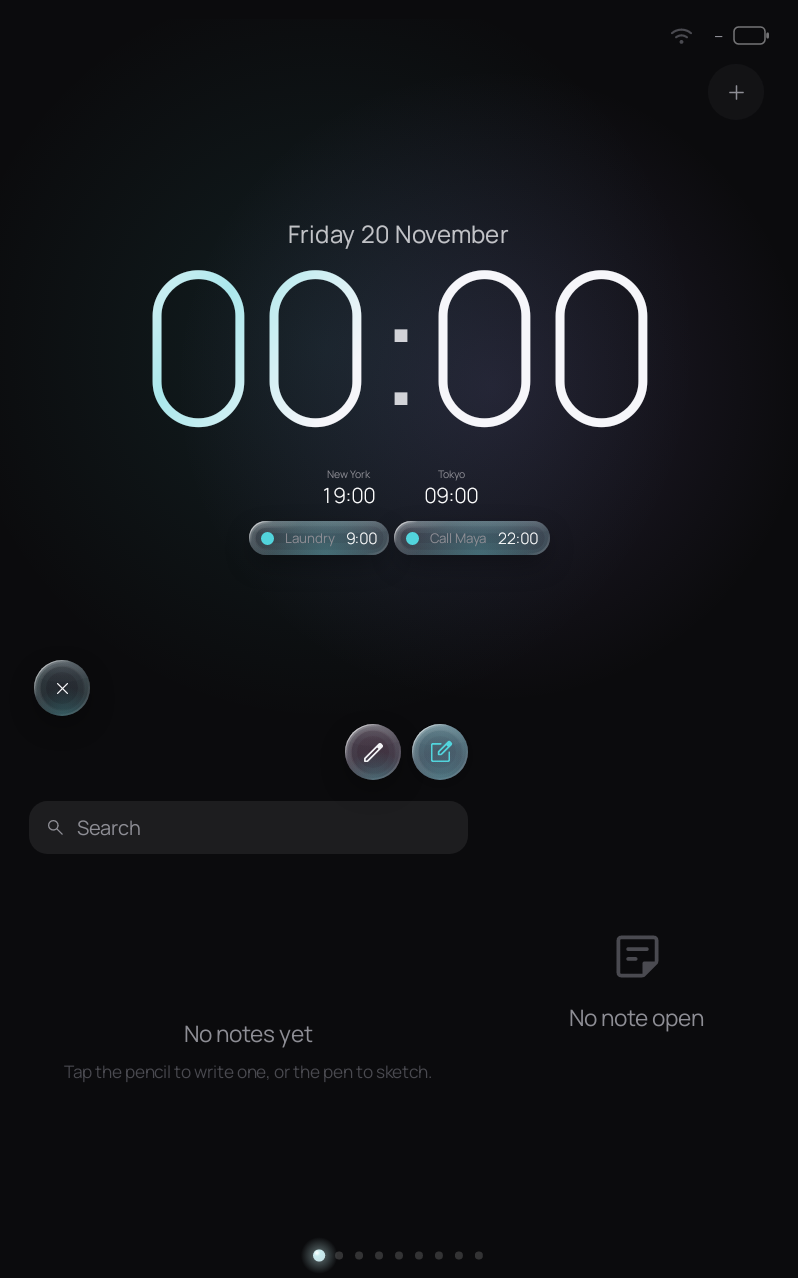 Friday 20 November
00:00
New York Tokyo
19:00 09:00
Laundry 9:00 Call Maya 22:00
Search
No note open
No notes yet
Tap the pencil to write one, or the pen to sketch.